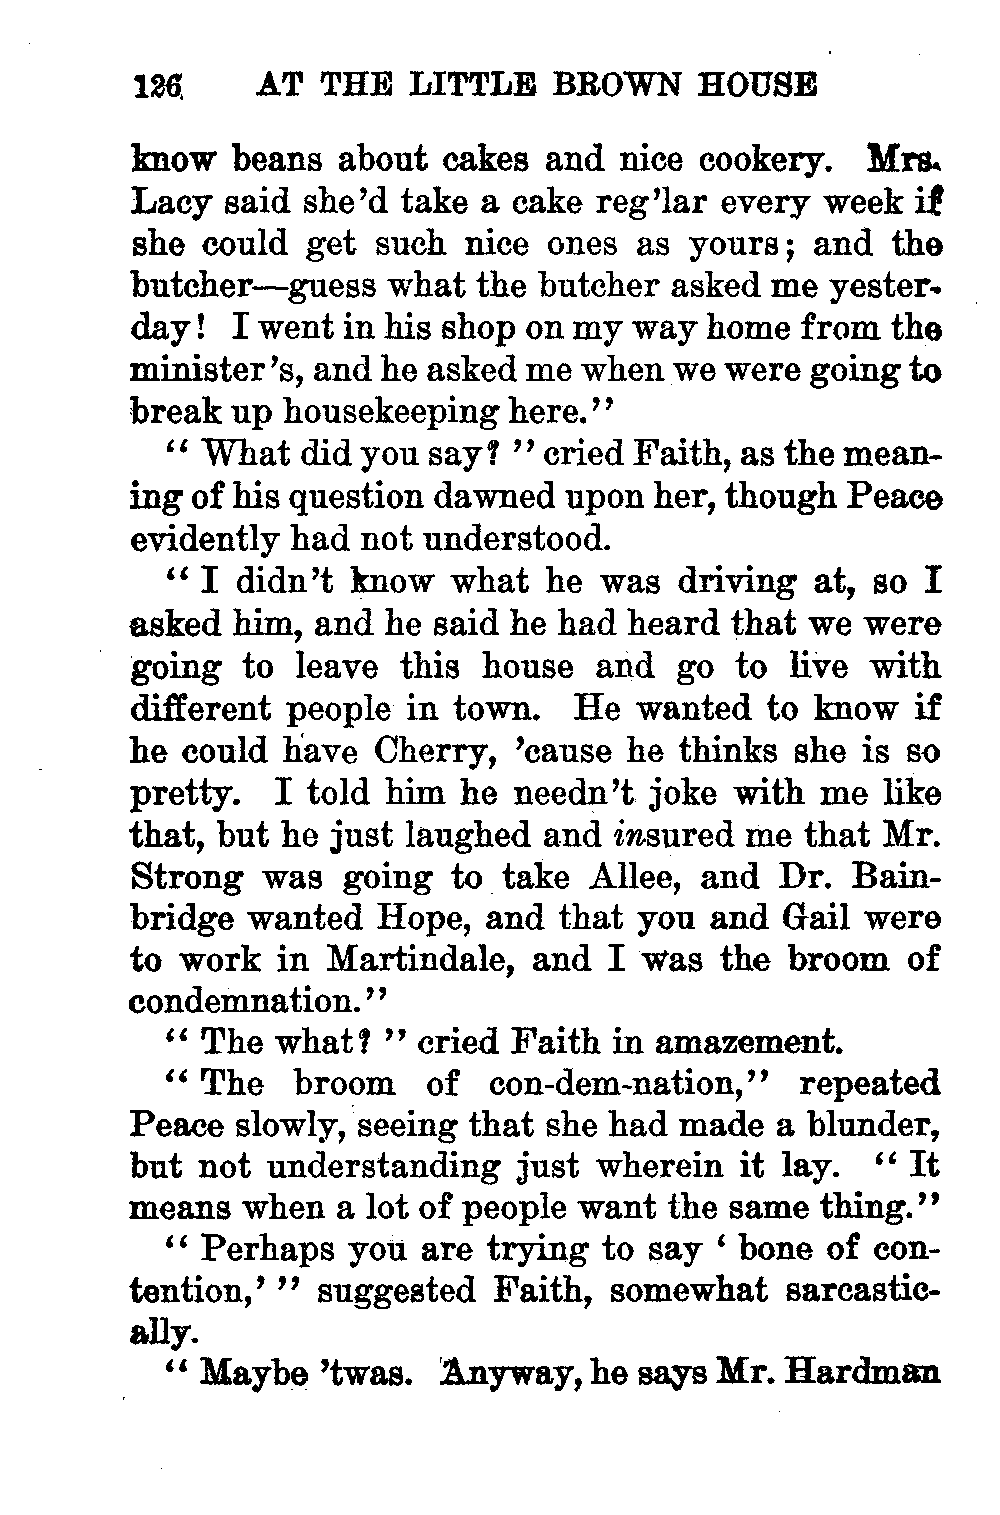 126 AT THE LITTLE BROWN HOUSE
know beans about cakes and nice cookery. Mrs.
Lacy said she'd take a cake reg'lar every week if
she could get such nice ones as yours; and the
butcher—guess what the butcher asked me yester-
day! I went in his shop on my way home from the
minister's, and he asked me when we were going to
break up housekeeping here."
" What did you say? " cried Faith, as the mean-
ing of his question dawned upon her, though Peace
evidently had not understood.
" I didn't know what he was driving at, so I
asked him, and he said he had heard that we were
going to leave this house and go to live with
different people in town. He wanted to know if
he could have Cherry, 'cause he thinks she is so
pretty. I told him he needn't joke with me like
that, but he just laughed and insured me that Mr.
Strong was going to take Allee, and Dr. Bain-
bridge wanted Hope, and that you and Gail were
to work in Martindale, and I was the broom of
condemnation."
" The what? " cried Faith in amazement.
" The broom of con-dem-nation," repeated
Peace slowly, seeing that she had made a blunder,
but not understanding just wherein it lay. " It
means when a lot of people want the same thing."
" Perhaps you are trying to say ' bone of con-
tention,' " suggested Faith, somewhat sarcastic-
ally.
" Maybe 'twas. Anyway, he says Mr. Hardman